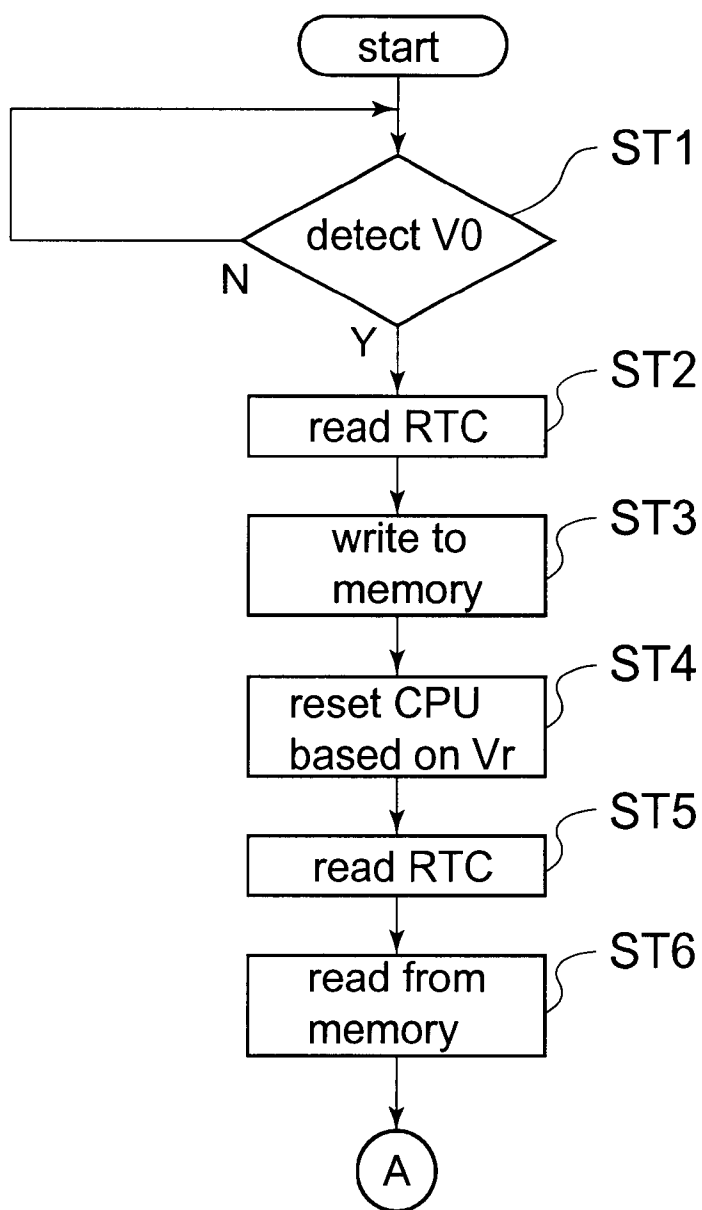 start
ST1
detect V0
N
Y
ST2
read RTC
ST3
write to
memory
ST4
reset CPU
based on Vr
ST5
read RTC
ST6
read from
memory
A